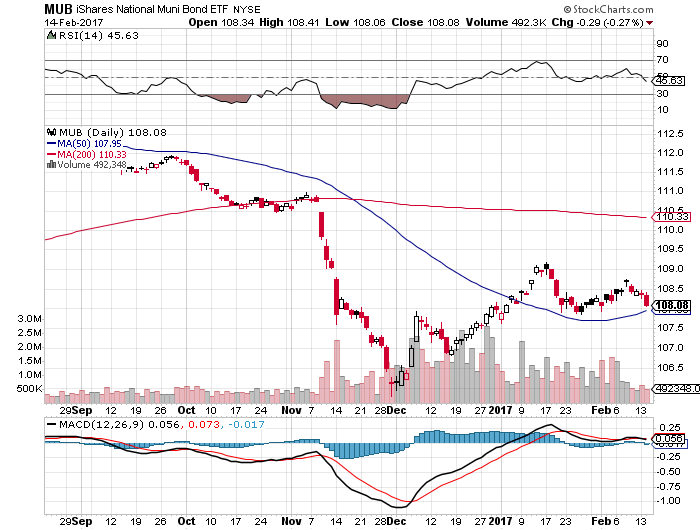 MUB iShares National Muni Bond ETF NYSE © StockCharts.com
14-Feb-2017 Open 108.34 High 108.41 Low 108.06 Close 108.08 Volume 492.3K Chg -0.29 (-0.27%)
RSI(14) 45.63
90
70
50
45.63
30
10
MUB (Daily) 108.08
MA(50) 107.95
MA(200) 110.33
Volume 492,348
112.5
112.0
111.5
111.0
110.5
110.33
110.0
109.5
109.0
108.5
108.08
107.5
107.0
106.5
492348.0
3.0M
2.5M
2.0M
1.5M
1.0M
500K
29 Sep 12 19 26 Oct 10 17 24 Nov 7 14 21 28 Dec 12 19 27 2017 9 17 23 Feb 6 13
MACD(12,26,9) 0.056, 0.073, -0.017
0.25
0.056
-0.25
-0.50
-0.75
-1.00
29 Sep 12 19 26 Oct 10 17 24 Nov 7 14 21 28 Dec 12 19 27 2017 9 17 23 Feb 6 13